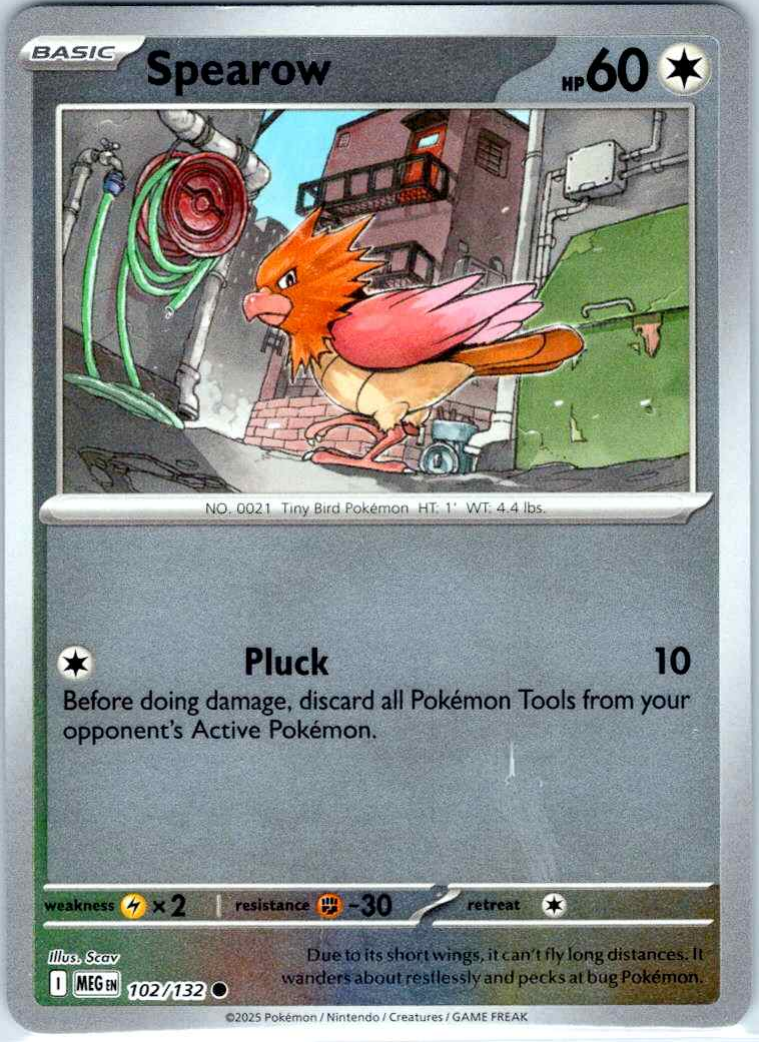 BASIC
Spearow
HP 60
NO. 0021 Tiny Bird Pokémon HT: 1' WT: 4.4 lbs.
Pluck 10
Before doing damage, discard all Pokémon Tools from your
opponent's Active Pokémon.
weakness ×2 resistance -30 retreat
Illus. Scav
Due to its short wings, it can't fly long distances. It
wanders about restlessly and pecks at bug Pokémon.
I MEG EN 102/132
©2025 Pokémon / Nintendo / Creatures / GAME FREAK